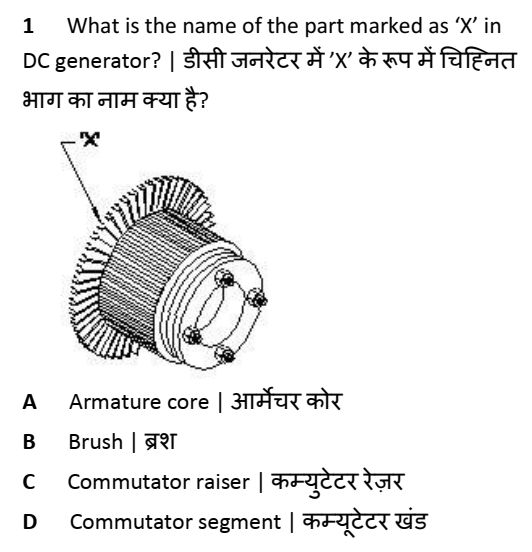 1 What is the name of the part marked as ‘X’ in
DC generator? | डीसी जनरेटर में ’X’ के रूप में चिह्नित
भाग का नाम क्या है?
'X'
A Armature core | आर्मेचर कोर
B Brush | ब्रश
C Commutator raiser | कम्युटेटर रेज़र
D Commutator segment | कम्यूटेटर खंड